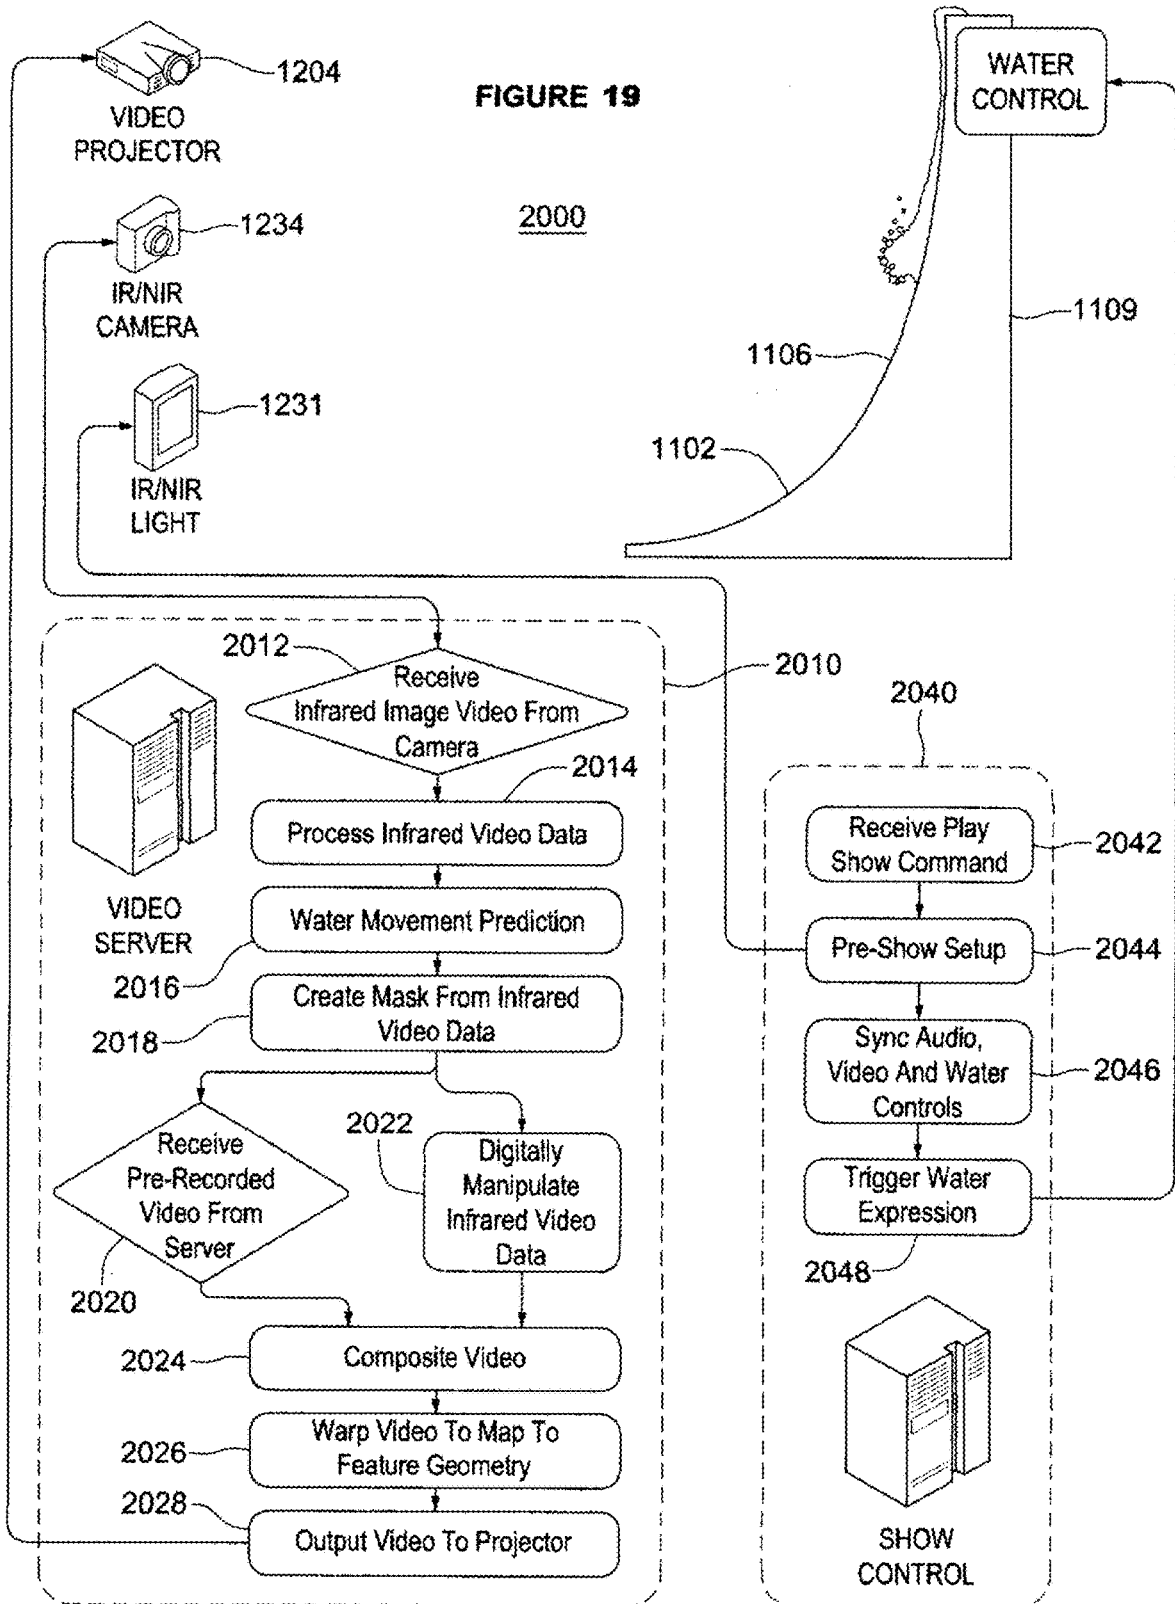 1204
VIDEO
PROJECTOR
FIGURE 19
WATER
CONTROL
1234
IR/NIR
CAMERA
2000
1109
1106
1231
IR/NIR
LIGHT
1102
2012
Receive
Infrared Image Video From
Camera
2010
2014
Process Infrared Video Data
VIDEO
SERVER
Water Movement Prediction
2016
Create Mask From Infrared
Video Data
2018
Receive
Pre-Recorded
Video From
Server
2020
2022
Digitally
Manipulate
Infrared Video
Data
2024
Composite Video
2026
Warp Video To Map To
Feature Geometry
2028
Output Video To Projector
2040
Receive Play
Show Command
2042
Pre-Show Setup
2044
Sync Audio,
Video And Water
Controls
2046
Trigger Water
Expression
2048
SHOW
CONTROL